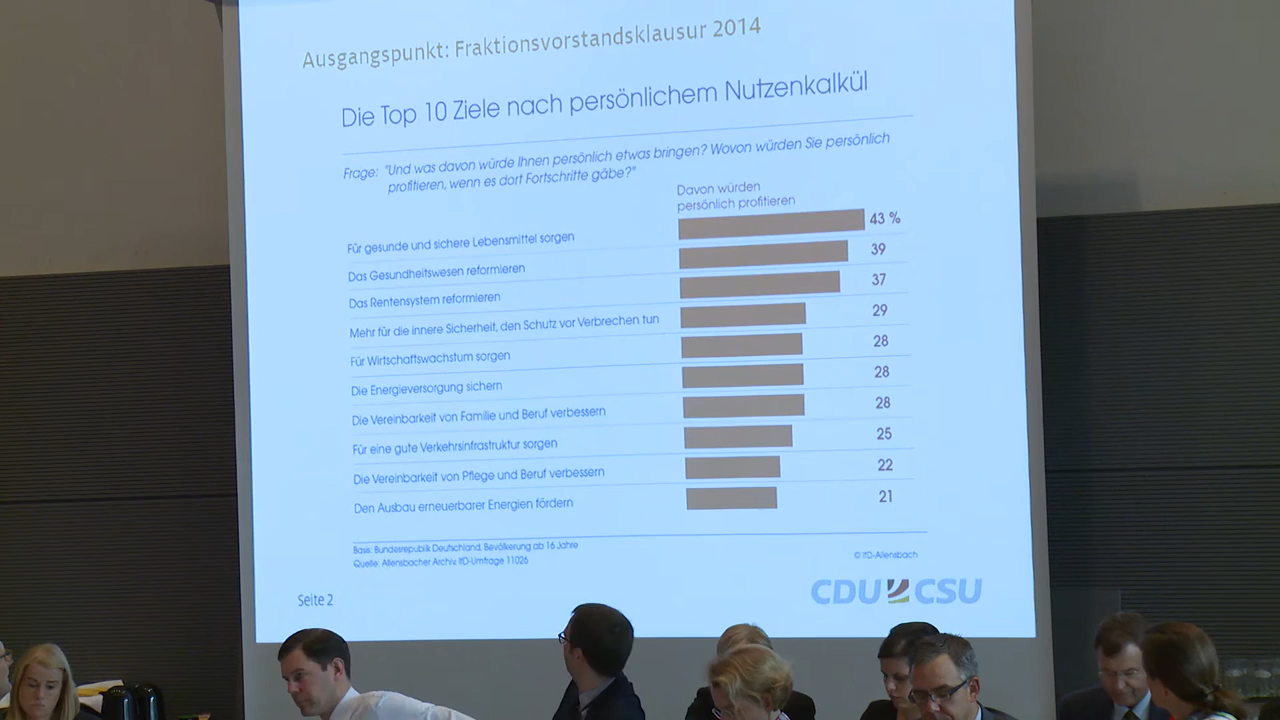 Ausgangspunkt: Fraktionsvorstandsklausur 2014
Die Top 10 Ziele nach persönlichem Nutzenkalkül
Frage: "Und was davon würde Ihnen persönlich etwas bringen? Wovon würden Sie persönlich
profitieren, wenn es dort Fortschritte gäbe?"
Davon würden
persönlich profitieren
Für gesunde und sichere Lebensmittel sorgen 43 %
Das Gesundheitswesen reformieren 39
Das Rentensystem reformieren 37
Mehr für die innere Sicherheit, den Schutz vor Verbrechen tun 29
Für Wirtschaftswachstum sorgen 28
Die Energieversorgung sichern 28
Die Vereinbarkeit von Familie und Beruf verbessern 28
Für eine gute Verkehrsinfrastruktur sorgen 25
Die Vereinbarkeit von Pflege und Beruf verbessern 22
Den Ausbau erneuerbarer Energien fördern 21
Basis: Bundesrepublik Deutschland, Bevölkerung ab 16 Jahre
Quelle: Allensbacher Archiv, IfD-Umfrage 11026
© IfD-Allensbach
Seite 2
CDU CSU